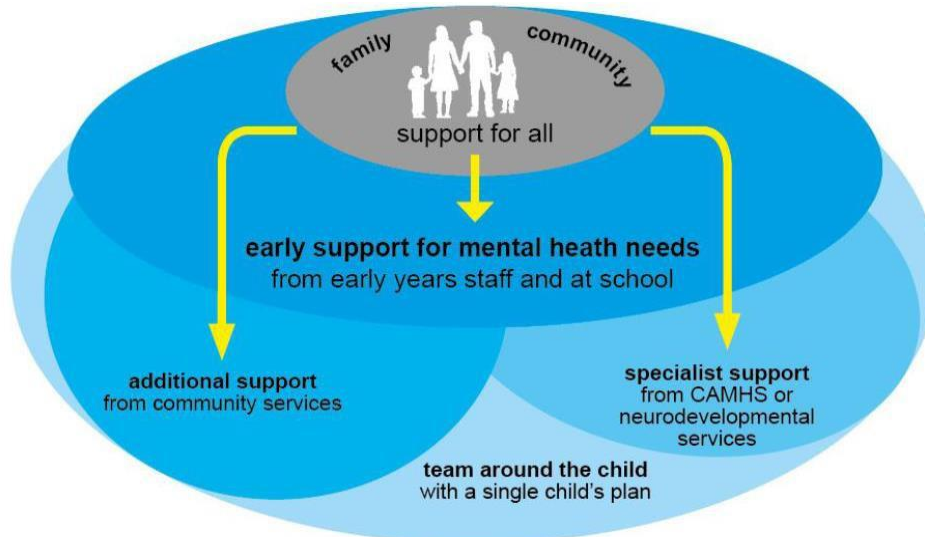 family
community
support for all
early support for mental heath needs
from early years staff and at school
additional support
from community services
specialist support
from CAMHS or
neurodevelopmental
services
team around the child
with a single child's plan